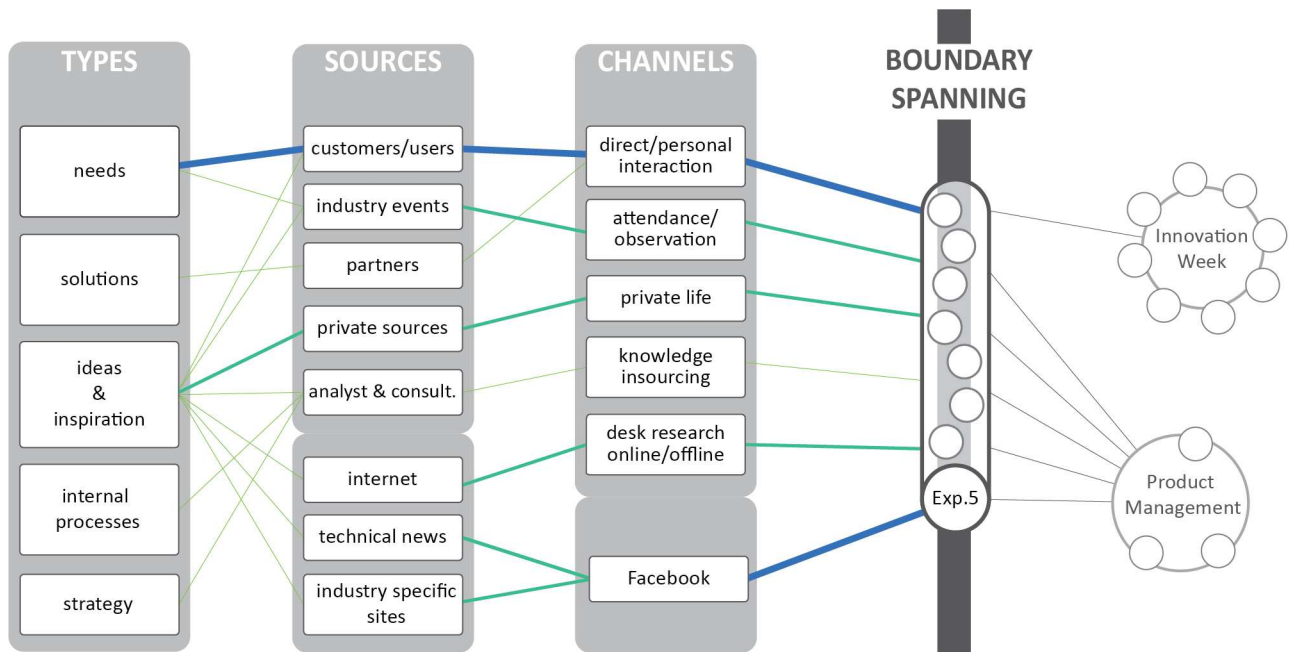 TYPES
SOURCES
CHANNELS
BOUNDARY
SPANNING
needs
solutions
ideas
&
inspiration
internal
processes
strategy
customers/users
industry events
partners
private sources
analyst & consult.
internet
technical news
industry specific
sites
direct/personal
interaction
attendance/
observation
private life
knowledge
insourcing
desk research
online/offline
Facebook
Exp.5
Innovation
Week
Product
Management